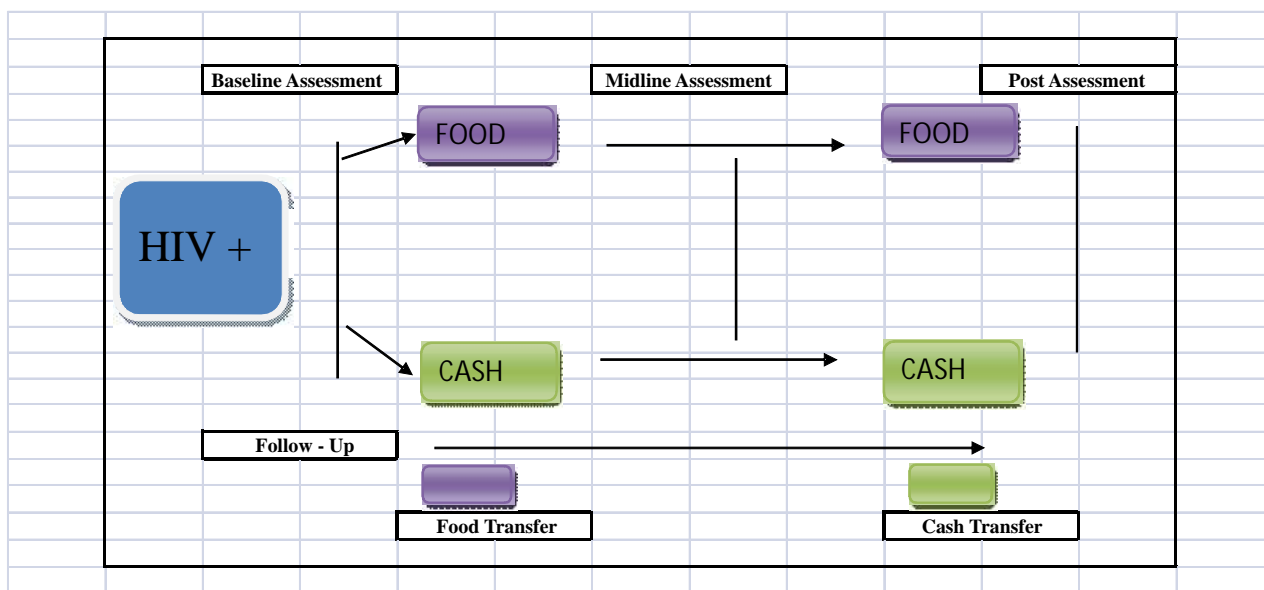 Baseline Assessment
Midline Assessment
Post Assessment
FOOD
FOOD
HIV +
CASH
CASH
Follow - Up
Food Transfer
Cash Transfer